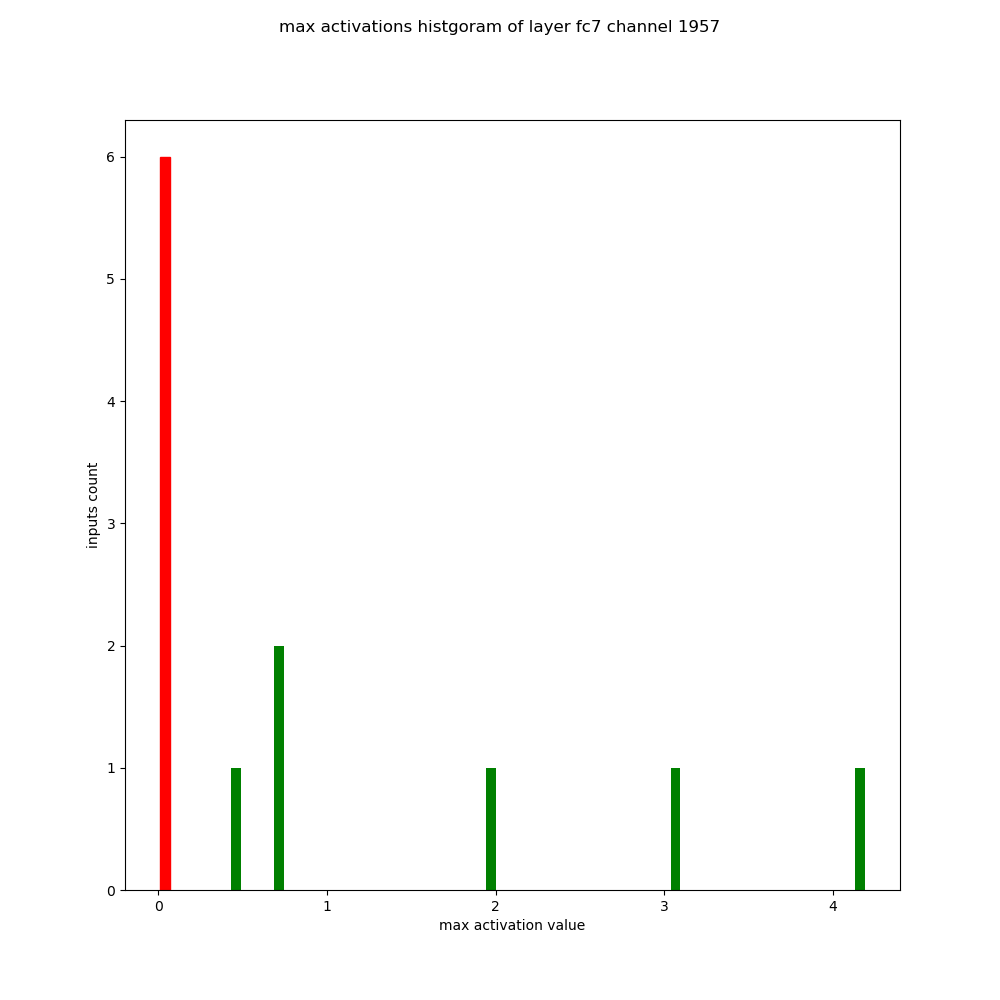 max activations histgoram of layer fc7 channel 1957
6
5
4
3
2
1
0
inputs count
0 1 2 3 4
max activation value